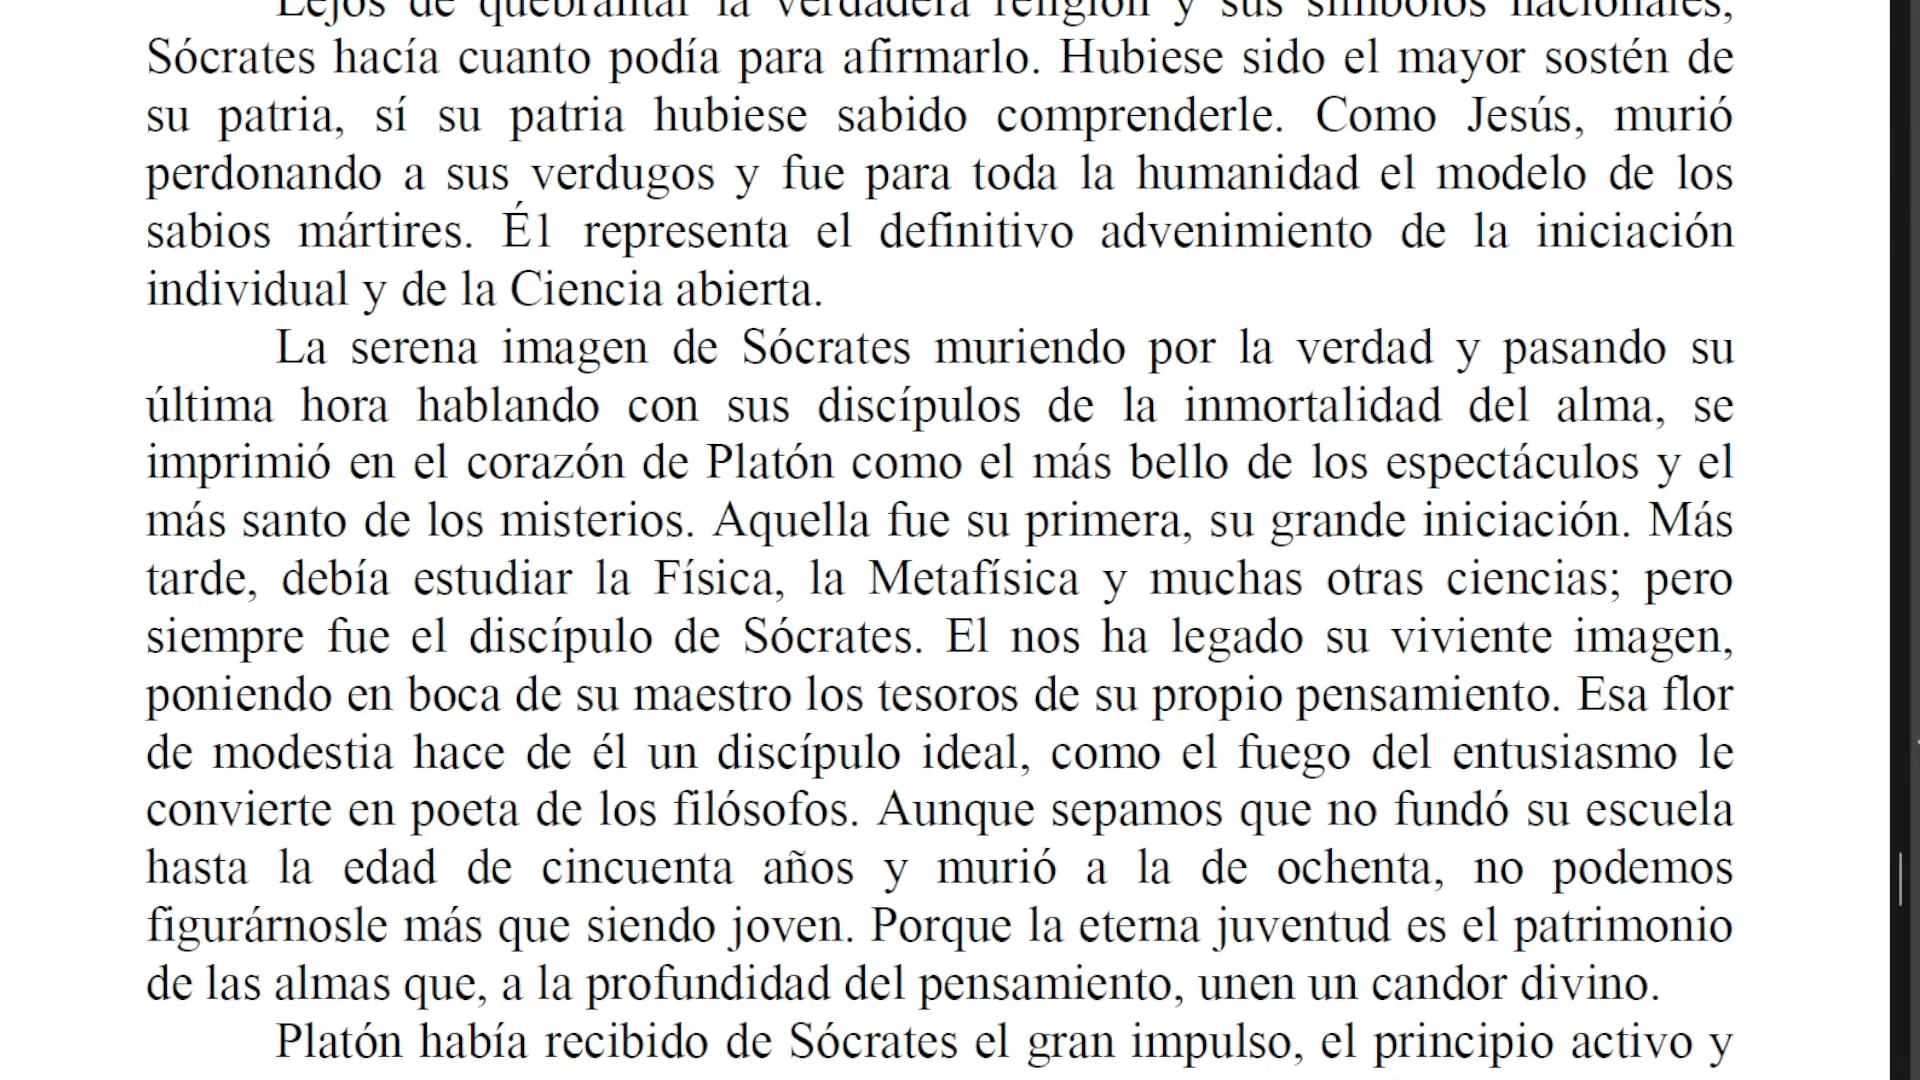 Lejos de quebrantar la verdadera religión y sus símbolos nacionales,
Sócrates hacía cuanto podía para afirmarlo. Hubiese sido el mayor sostén de
su patria, sí su patria hubiese sabido comprenderle. Como Jesús, murió
perdonando a sus verdugos y fue para toda la humanidad el modelo de los
sabios mártires. É1 representa el definitivo advenimiento de la iniciación
individual y de la Ciencia abierta.
La serena imagen de Sócrates muriendo por la verdad y pasando su
última hora hablando con sus discípulos de la inmortalidad del alma, se
imprimió en el corazón de Platón como el más bello de los espectáculos y el
más santo de los misterios. Aquella fue su primera, su grande iniciación. Más
tarde, debía estudiar la Física, la Metafísica y muchas otras ciencias; pero
siempre fue el discípulo de Sócrates. El nos ha legado su viviente imagen,
poniendo en boca de su maestro los tesoros de su propio pensamiento. Esa flor
de modestia hace de él un discípulo ideal, como el fuego del entusiasmo le
convierte en poeta de los filósofos. Aunque sepamos que no fundó su escuela
hasta la edad de cincuenta años y murió a la de ochenta, no podemos
figurárnosle más que siendo joven. Porque la eterna juventud es el patrimonio
de las almas que, a la profundidad del pensamiento, unen un candor divino.
Platón había recibido de Sócrates el gran impulso, el principio activo y